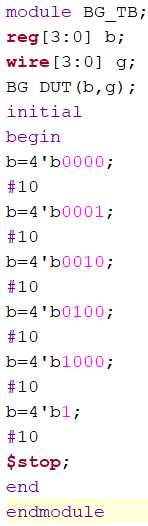 module BG_TB;
reg[3:0] b;
wire[3:0] g;
BG DUT(b,g);
initial
begin
b=4'b0000;
#10
b=4'b0001;
#10
b=4'b0010;
#10
b=4'b0100;
#10
b=4'b1000;
#10
b=4'b1;
#10
$stop;
end
endmodule